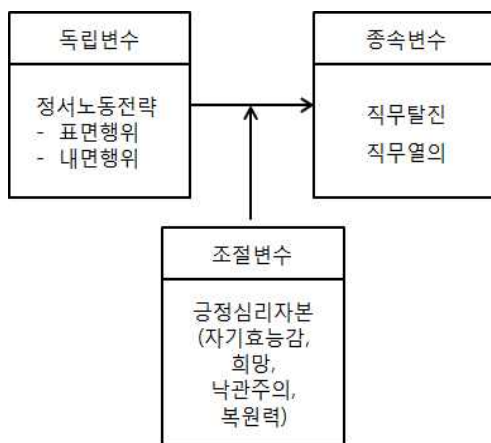 독립변수
정서노동전략
- 표면행위
- 내면행위
종속변수
직무탈진
직무열의
조절변수
긍정심리자본
(자기효능감,
희망,
낙관주의,
복원력)